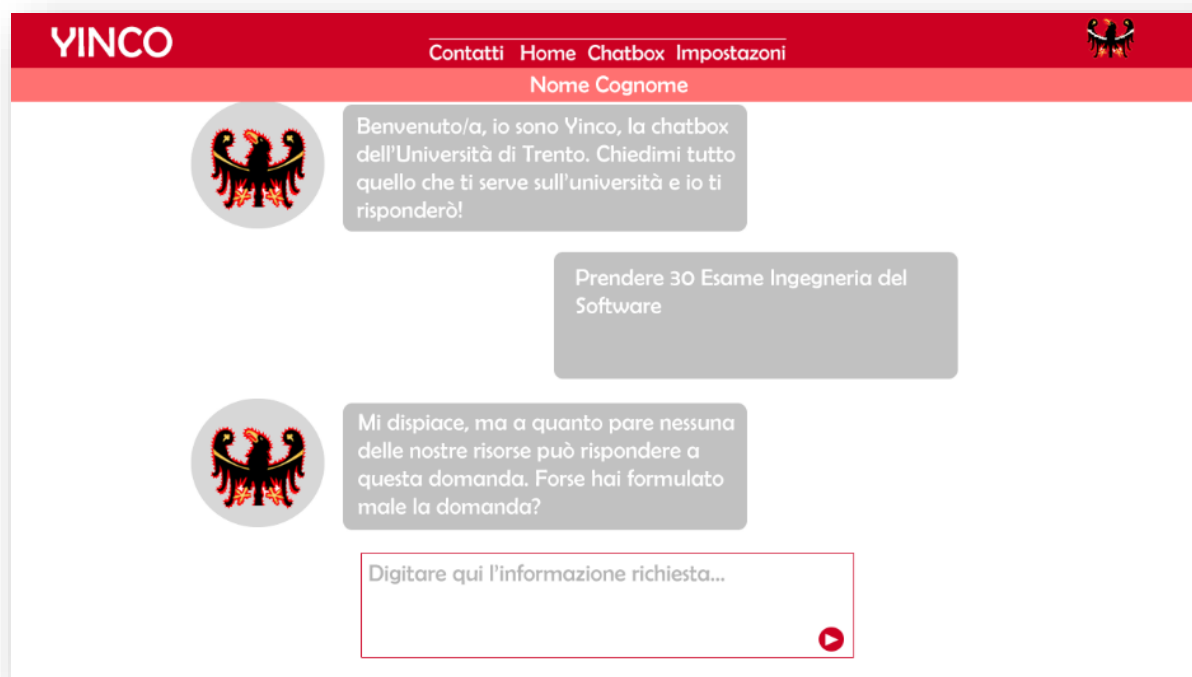 YINCO
Contatti Home Chatbox Impostazoni
Nome Cognome
Benvenuto/a, io sono Yinco, la chatbox
dell'Università di Trento. Chiedimi tutto
quello che ti serve sull'università e io ti
risponderò!
Prendere 30 Esame Ingegneria del
Software
Mi dispiace, ma a quanto pare nessuna
delle nostre risorse può rispondere a
questa domanda. Forse hai formulato
male la domanda?
Digitare qui l'informazione richiesta...